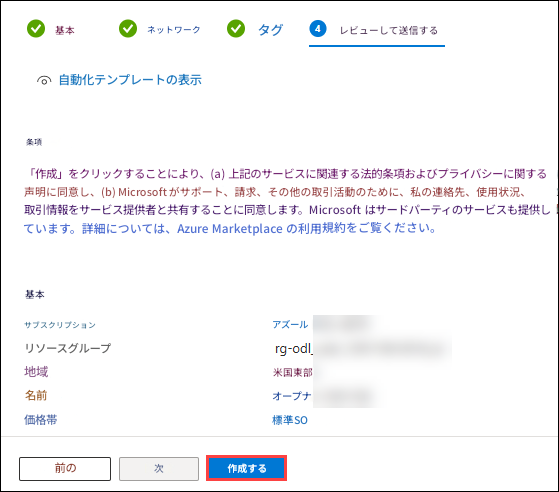 基本
ネットワーク
タグ
4
レビューして送信する
自動化テンプレートの表示
条項
「作成」をクリックすることにより、(a) 上記のサービスに関連する法的条項およびプライバシーに関する
声明に同意し、(b) Microsoftがサポート、請求、その他の取引活動のために、私の連絡先、使用状況、
取引情報をサービス提供者と共有することに同意します。Microsoft はサードパーティのサービスも提供し
ています。詳細については、Azure Marketplace の利用規約をご覧ください。
基本
サブスクリプション アズール
リソースグループ rg-odl_
地域 米国東部
名前 オープナ
価格帯 標準SO
前の
次
作成する